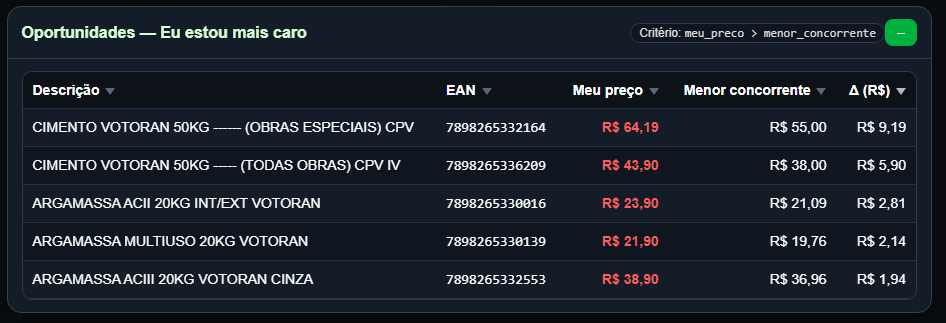 Oportunidades — Eu estou mais caro Critério: meu_preco > menor_concorrente –
Descrição ▼ EAN ▼ Meu preço ▼ Menor concorrente ▼ Δ (R$) ▼
CIMENTO VOTORAN 50KG ------ (OBRAS ESPECIAIS) CPV 7898265332164 R$ 64,19 R$ 55,00 R$ 9,19
CIMENTO VOTORAN 50KG ----- (TODAS OBRAS) CPV IV 7898265336209 R$ 43,90 R$ 38,00 R$ 5,90
ARGAMASSA ACII 20KG INT/EXT VOTORAN 7898265330016 R$ 23,90 R$ 21,09 R$ 2,81
ARGAMASSA MULTIUSO 20KG VOTORAN 7898265330139 R$ 21,90 R$ 19,76 R$ 2,14
ARGAMASSA ACIII 20KG VOTORAN CINZA 7898265332553 R$ 38,90 R$ 36,96 R$ 1,94